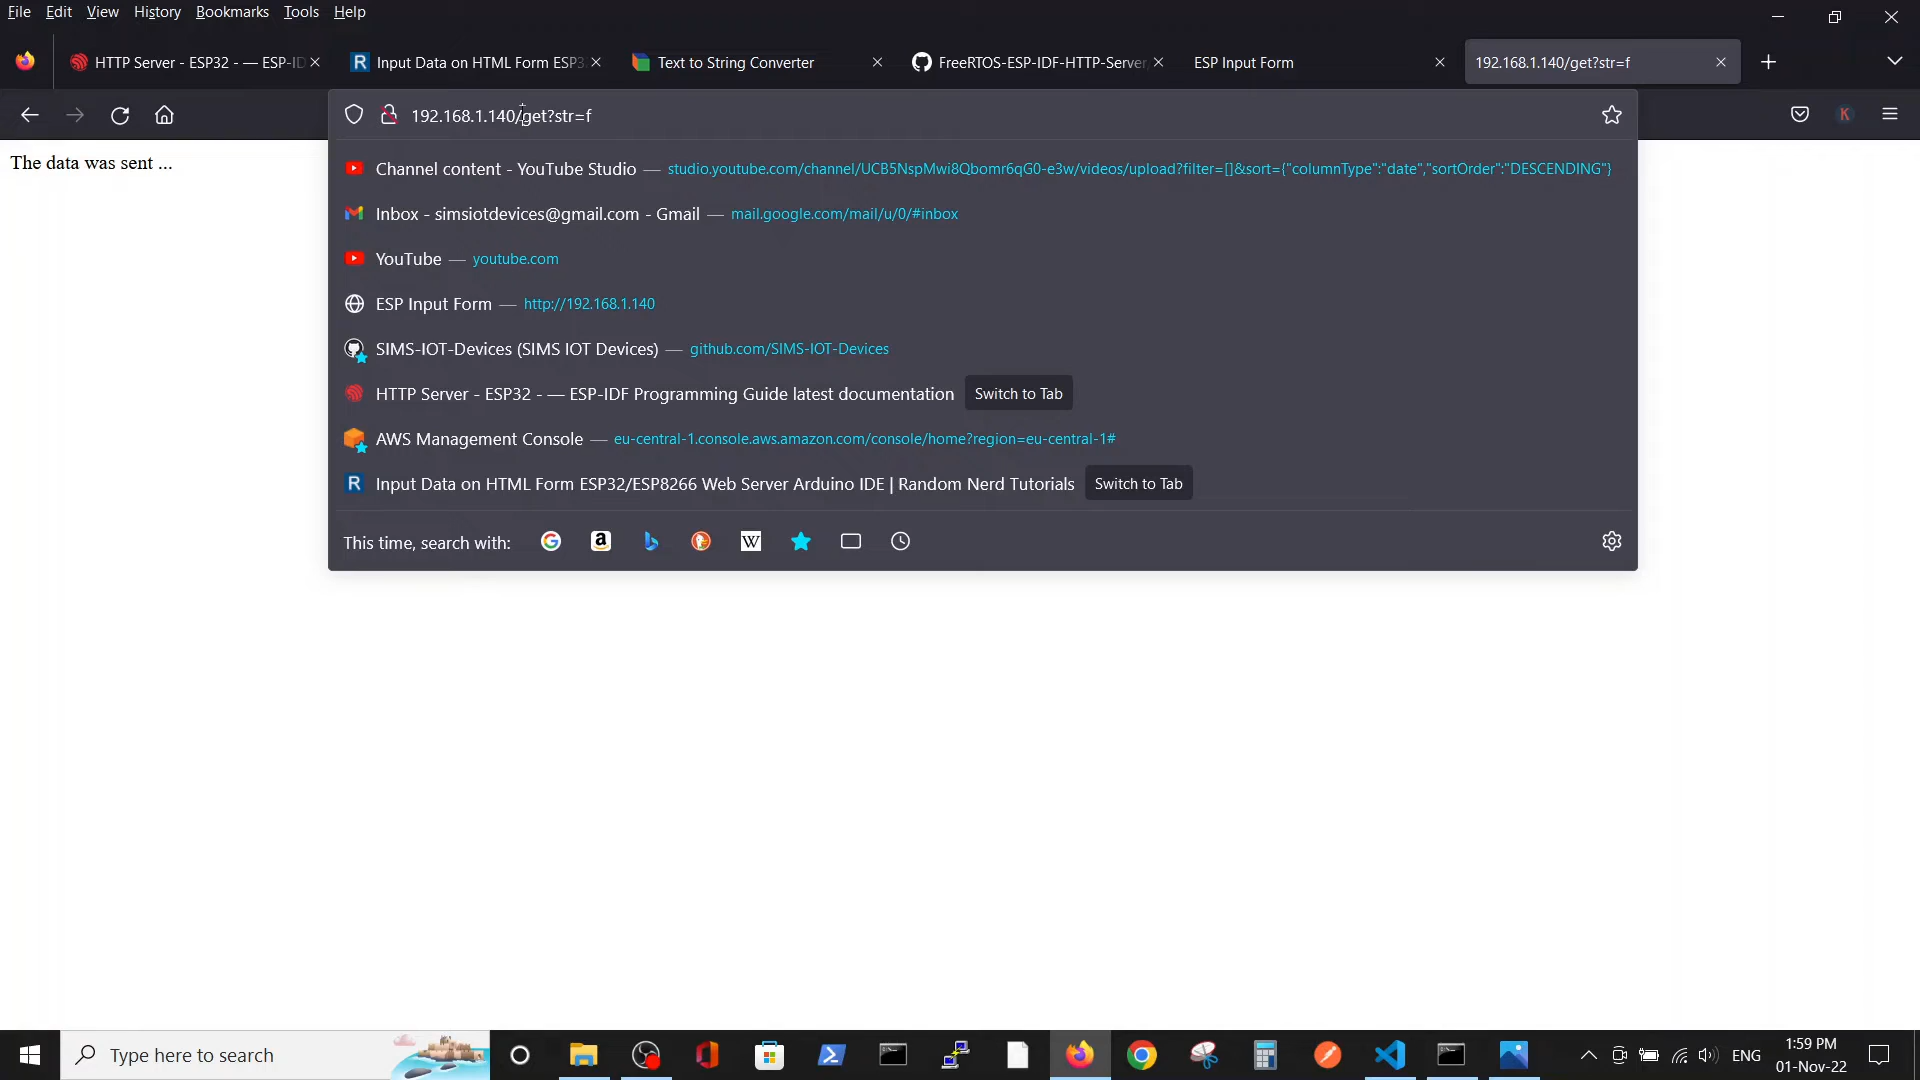 File Edit View History Bookmarks Tools Help
HTTP Server - ESP32 - — ESP-ID
Input Data on HTML Form ESP3
Text to String Converter
FreeRTOS-ESP-IDF-HTTP-Server
ESP Input Form
192.168.1.140/get?str=f
192.168.1.140/get?str=f
The data was sent ...
Channel content - YouTube Studio — studio.youtube.com/channel/UCB5NspMwi8Qbomr6qG0-e3w/videos/upload?filter=[]&sort={"columnType":"date","sortOrder":"DESCENDING"}
Inbox - simsiotdevices@gmail.com - Gmail — mail.google.com/mail/u/0/#inbox
YouTube — youtube.com
ESP Input Form — http://192.168.1.140
SIMS-IOT-Devices (SIMS IOT Devices) — github.com/SIMS-IOT-Devices
HTTP Server - ESP32 - — ESP-IDF Programming Guide latest documentation Switch to Tab
AWS Management Console — eu-central-1.console.aws.amazon.com/console/home?region=eu-central-1#
Input Data on HTML Form ESP32/ESP8266 Web Server Arduino IDE | Random Nerd Tutorials Switch to Tab
This time, search with:
Type here to search
ENG
1:59 PM
01-Nov-22